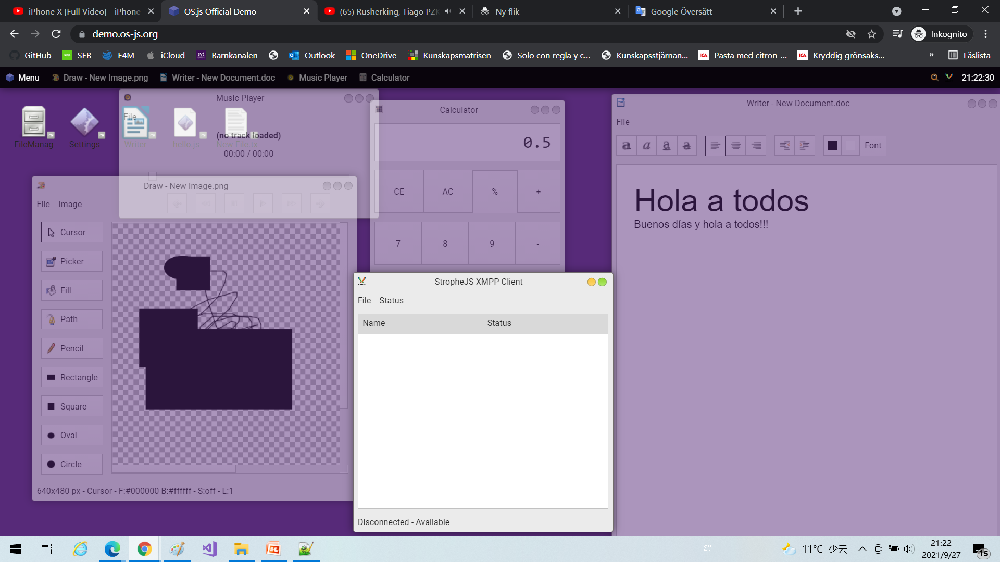 iPhone X [Full Video] - iPhone
OS.js Official Demo
(65) Rusherking, Tiago PZK
Ny flik
Google Översätt
demo.os-js.org
Inkognito
GitHub
SEB
E4M
iCloud
Barnkanalen
Outlook
OneDrive
Kunskapsmatrisen
Solo con regla y c...
Kunskapsstjärnan...
Pasta med citron-...
Kryddig grönsaks...
»
Läslista
Menu
Draw - New Image.png
Writer - New Document.doc
Music Player
Calculator
21:22:30
FileManag
Settings
Writer
hello.js
New File.tx
Music Player
File
(no track loaded)
00:00 / 00:00
Calculator
0.5
CE AC % +
7 8 9 -
Writer - New Document.doc
File
a a a a
Font
Hola a todos
Buenos días y hola a todos!!!
Draw - New Image.png
File Image
Cursor
Picker
Fill
Path
Pencil
Rectangle
Square
Oval
Circle
640x480 px - Cursor - F:#000000 B:#ffffff - S:off - L:1
StropheJS XMPP Client
XMPP
File Status
Name Status
Disconnected - Available
SV
11°C 少云
21:22
2021/9/27
15